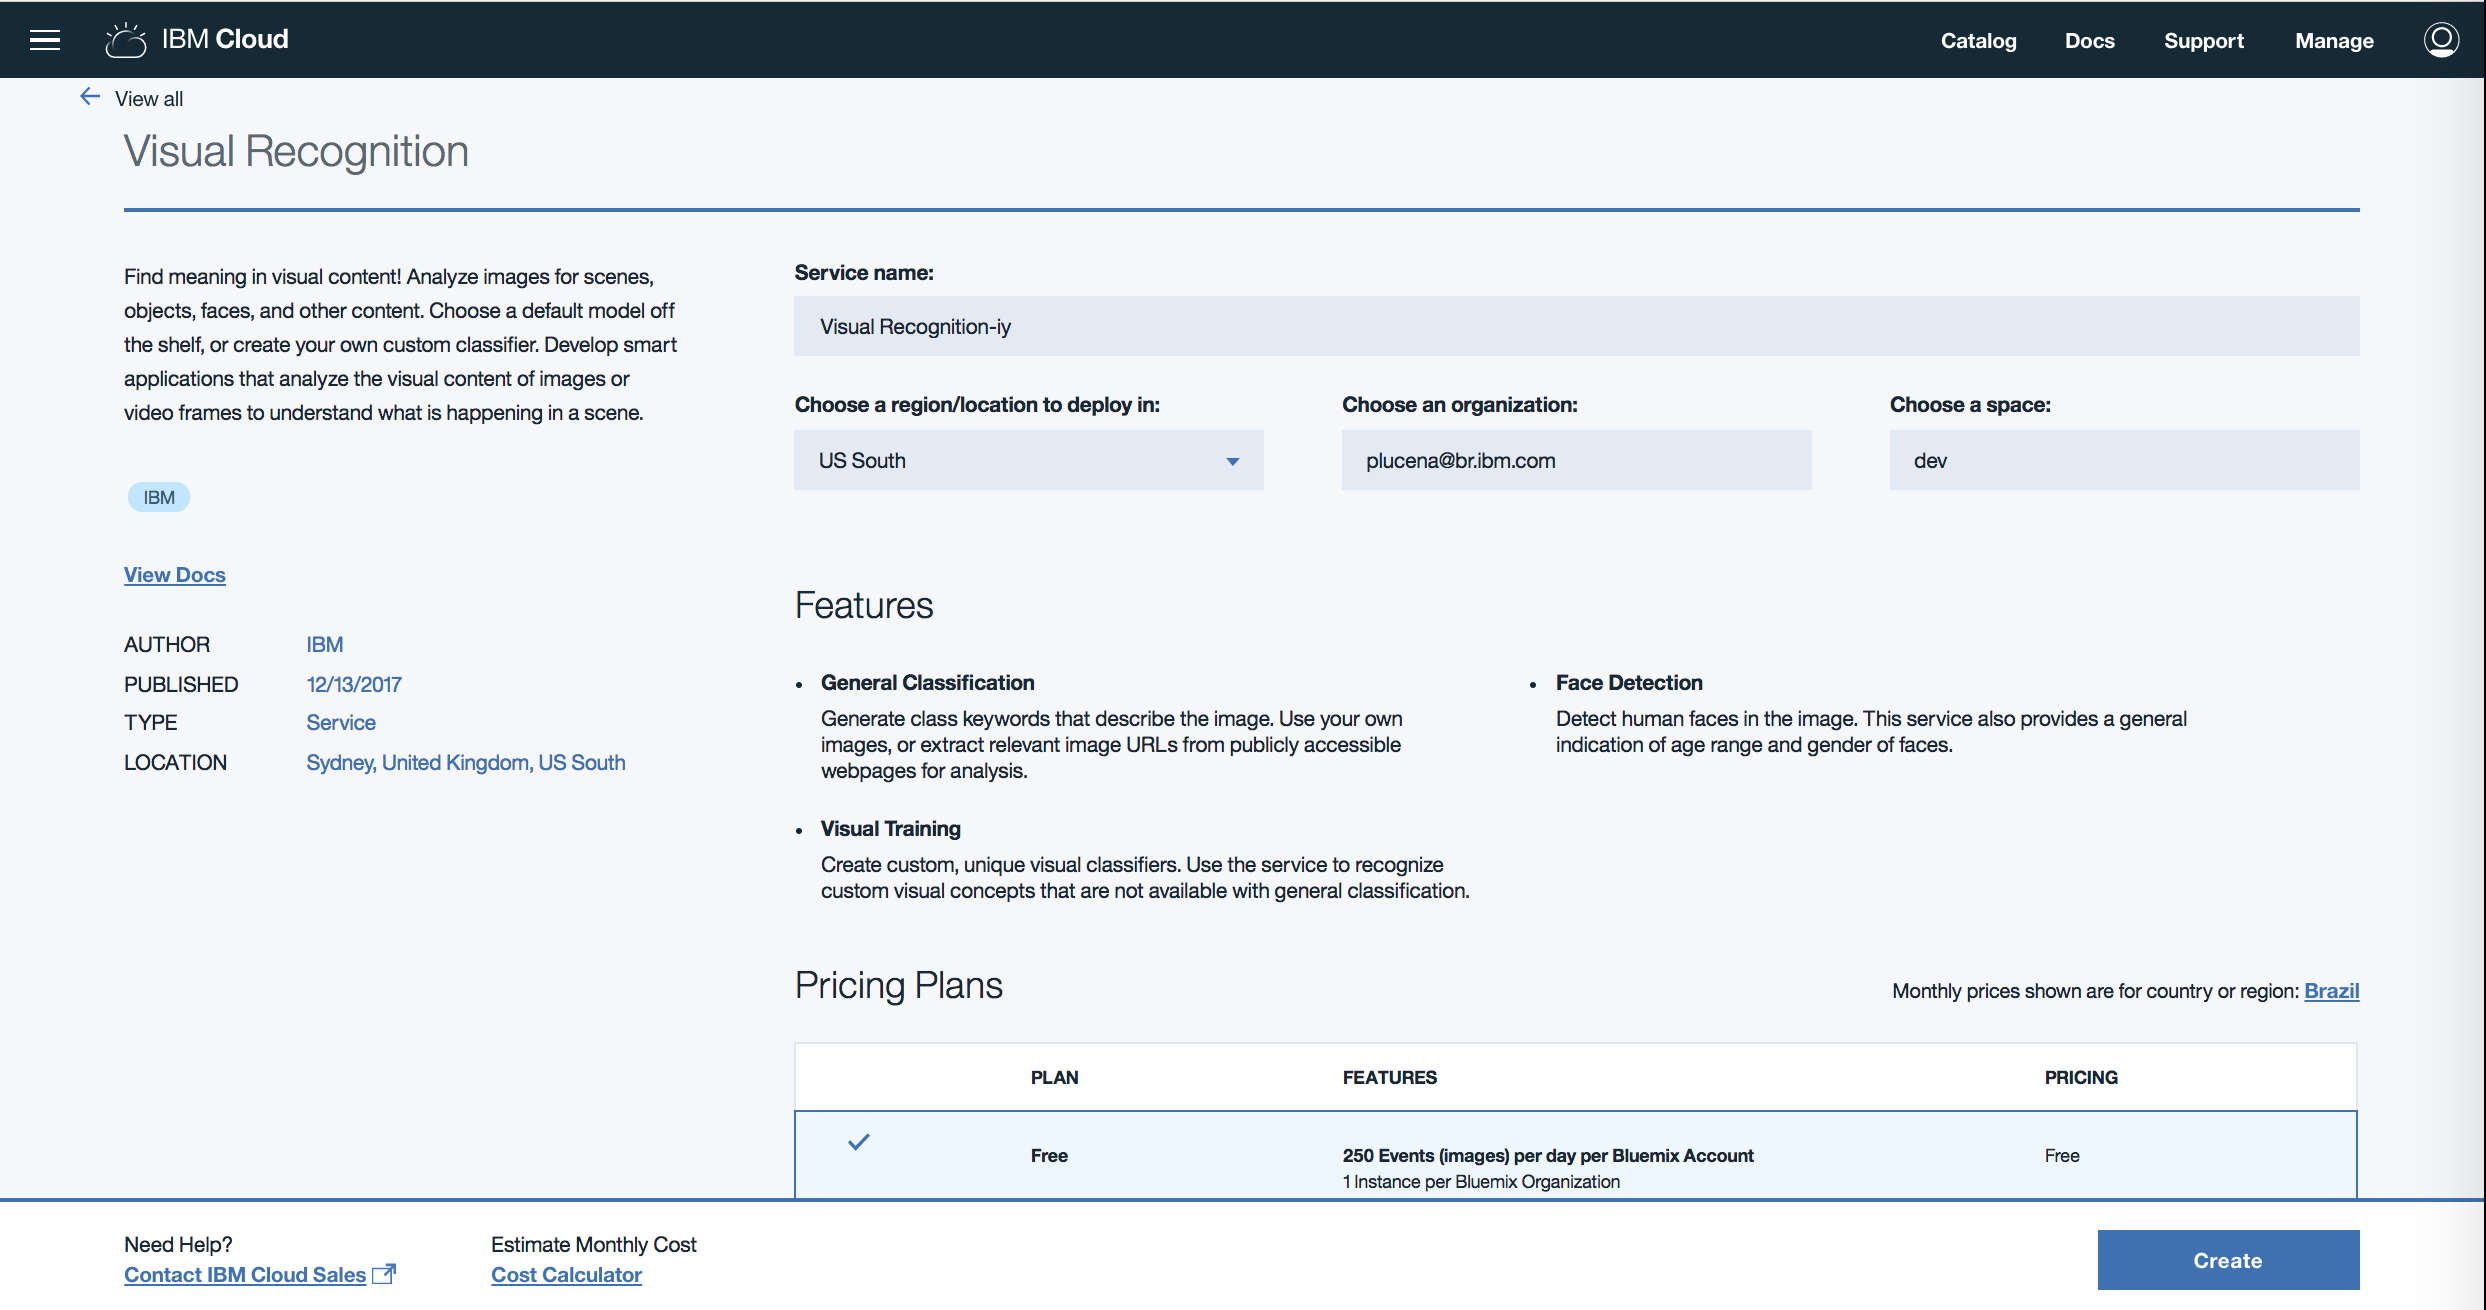 IBM Cloud
Catalog Docs Support Manage
View all
Visual Recognition
Find meaning in visual content! Analyze images for scenes,
objects, faces, and other content. Choose a default model off
the shelf, or create your own custom classifier. Develop smart
applications that analyze the visual content of images or
video frames to understand what is happening in a scene.
IBM
View Docs
AUTHOR IBM
PUBLISHED 12/13/2017
TYPE Service
LOCATION Sydney, United Kingdom, US South
Service name:
Visual Recognition-iy
Choose a region/location to deploy in: Choose an organization: Choose a space:
US South plucena@br.ibm.com dev
Features
• General Classification
Generate class keywords that describe the image. Use your own
images, or extract relevant image URLs from publicly accessible
webpages for analysis.
• Face Detection
Detect human faces in the image. This service also provides a general
indication of age range and gender of faces.
• Visual Training
Create custom, unique visual classifiers. Use the service to recognize
custom visual concepts that are not available with general classification.
Pricing Plans
Monthly prices shown are for country or region: Brazil
PLAN FEATURES PRICING
Free 250 Events (images) per day per Bluemix Account Free
1 Instance per Bluemix Organization
Need Help?
Contact IBM Cloud Sales
Estimate Monthly Cost
Cost Calculator
Create